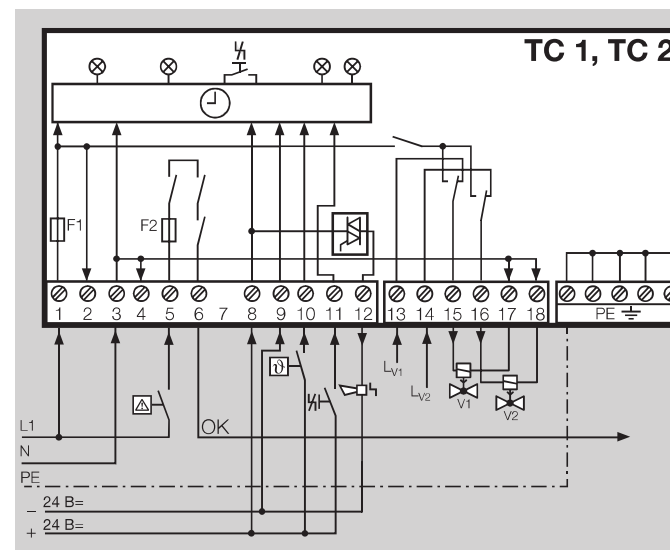 TC 1, TC 2
F1
F2
1 2 3 4 5 6 7 8 9 10 11 12 13 14 15 16 17 18
PE
ϑ
LV1
LV2
V1
V2
L1
OK
N
PE
− 24 В=
+ 24 В=